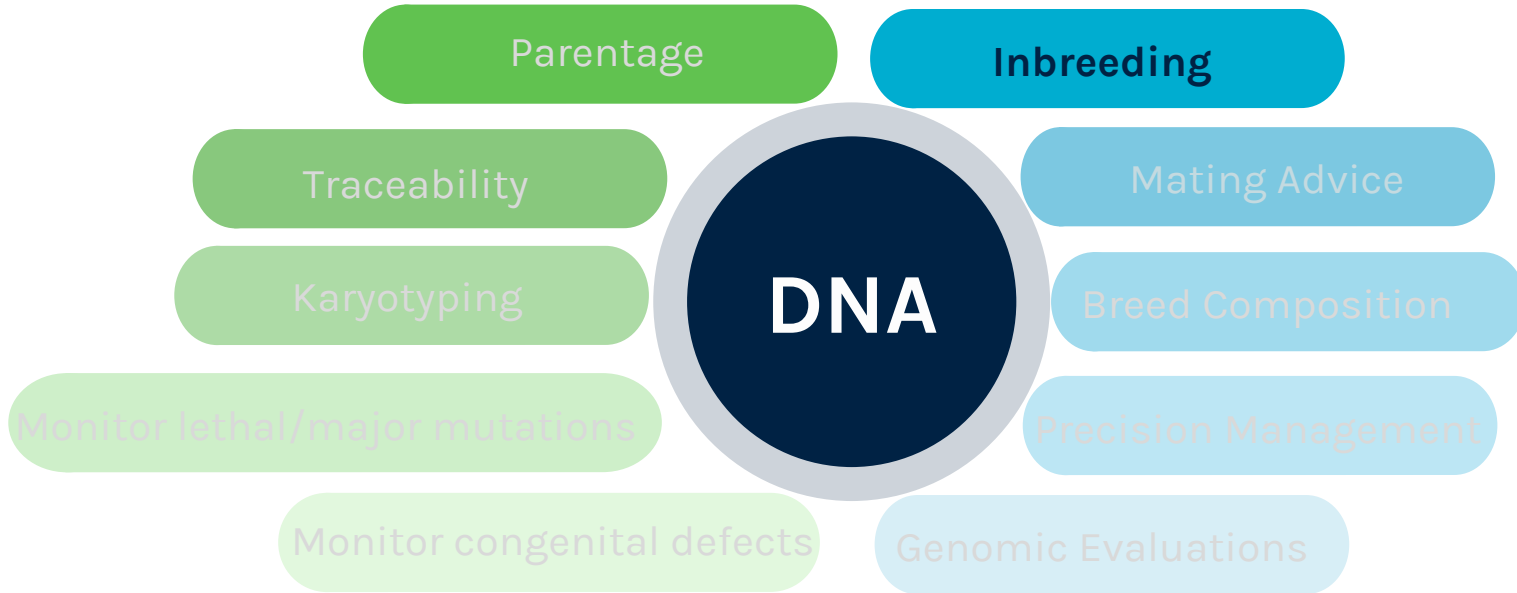 Parentage
Inbreeding
Traceability
Mating Advice
Karyotyping
DNA
Breed Composition
Monitor lethal/major mutations
Precision Management
Monitor congenital defects
Genomic Evaluations